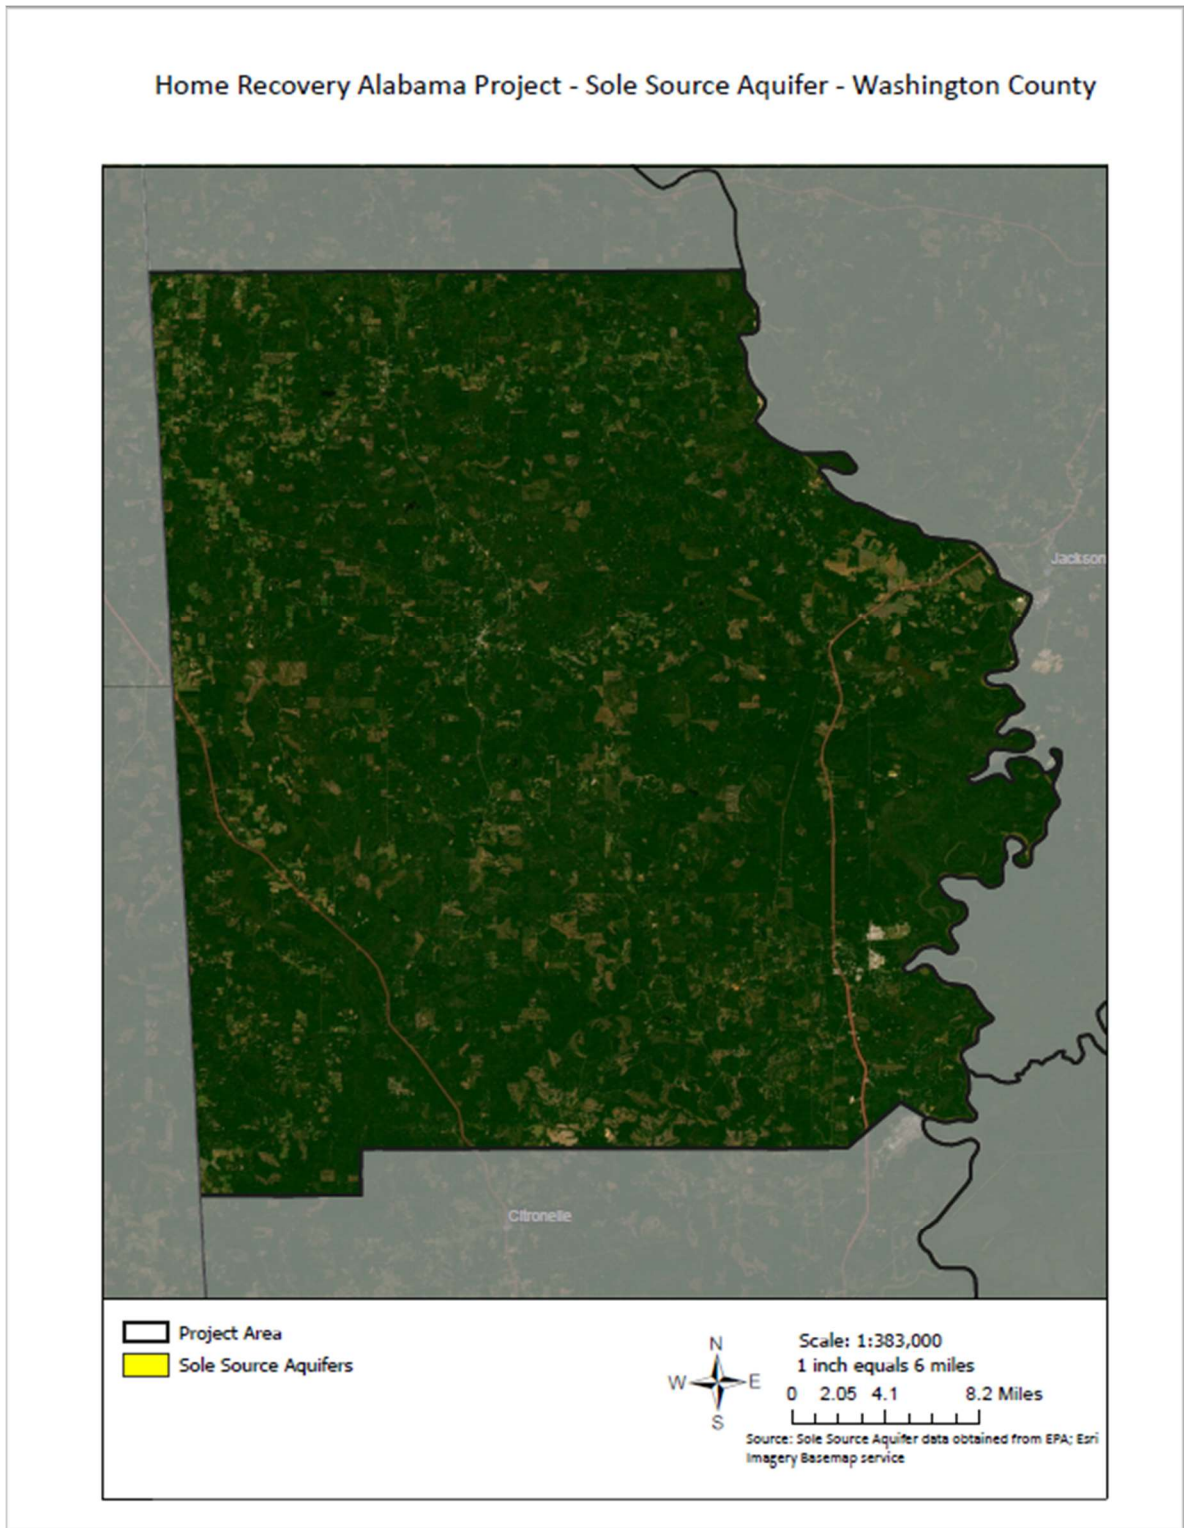 Home Recovery Alabama Project - Sole Source Aquifer - Washington County
Jackson
Citronelle
Project Area
Sole Source Aquifers
N
W
E
S
Scale: 1:383,000
1 inch equals 6 miles
0 2.05 4.1 8.2 Miles
Source: Sole Source Aquifer data obtained from EPA; Esri
Imagery Basemap service